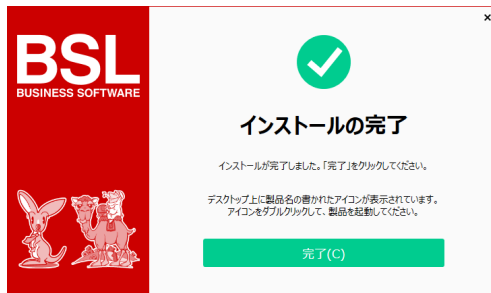 BSL
BUSINESS SOFTWARE
×
インストールの完了
インストールが完了しました。「完了」をクリックしてください。
デスクトップ上に製品名の書かれたアイコンが表示されています。
アイコンをダブルクリックして、製品を起動してください。
完了(C)